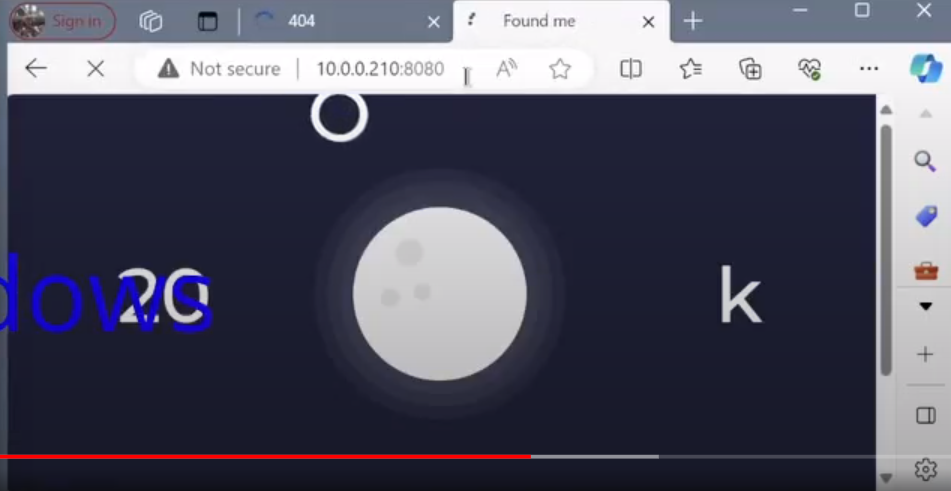 Sign in
404
Found me
Not secure
10.0.0.210:8080
dows
20
k